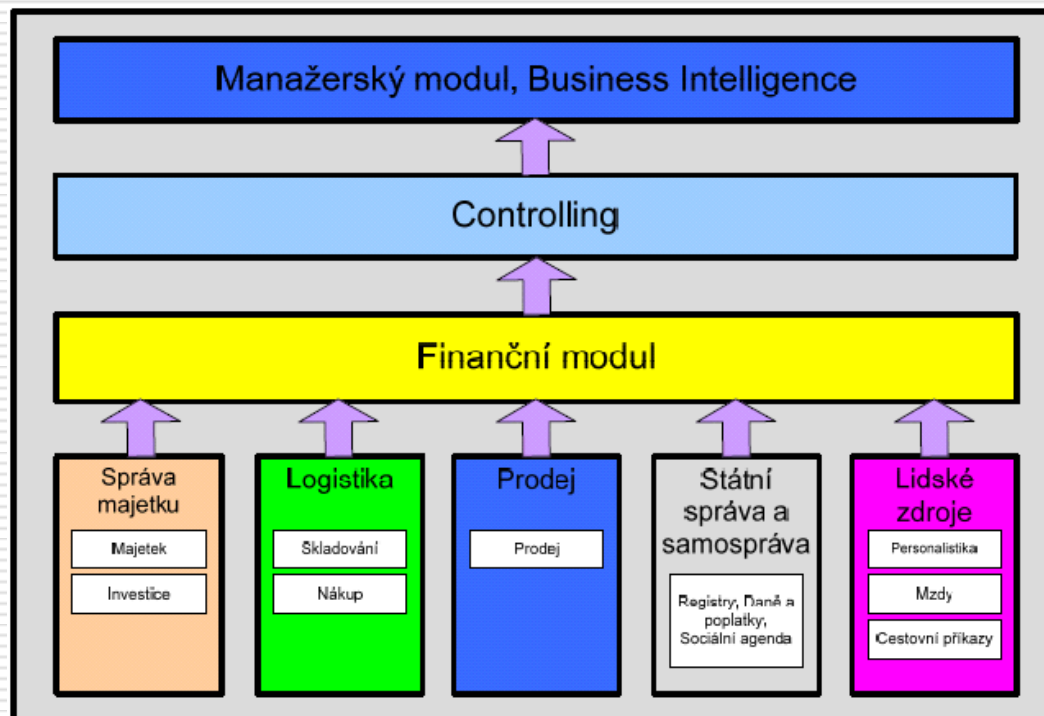 Manažerský modul, Business Intelligence
Controlling
Finanční modul
Správa
majetku
Majetek
Investice
Logistika
Skladování
Nákup
Prodej
Prodej
Státní
správa a
samospráva
Registry, Daně a
poplatky,
Sociální agenda
Lidské
zdroje
Personalistika
Mzdy
Cestovní příkazy